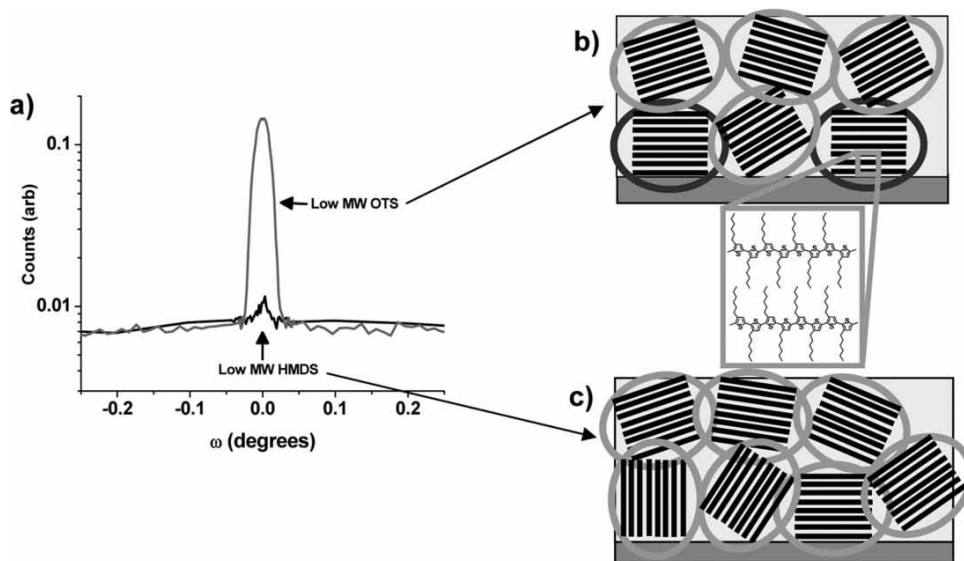 a)
0.1
Counts (arb)
0.01
Low MW OTS
Low MW HMDS
-0.2 -0.1 0.0 0.1 0.2
ω (degrees)
b)
S S S S S S S S
S S S S S S S S
c)